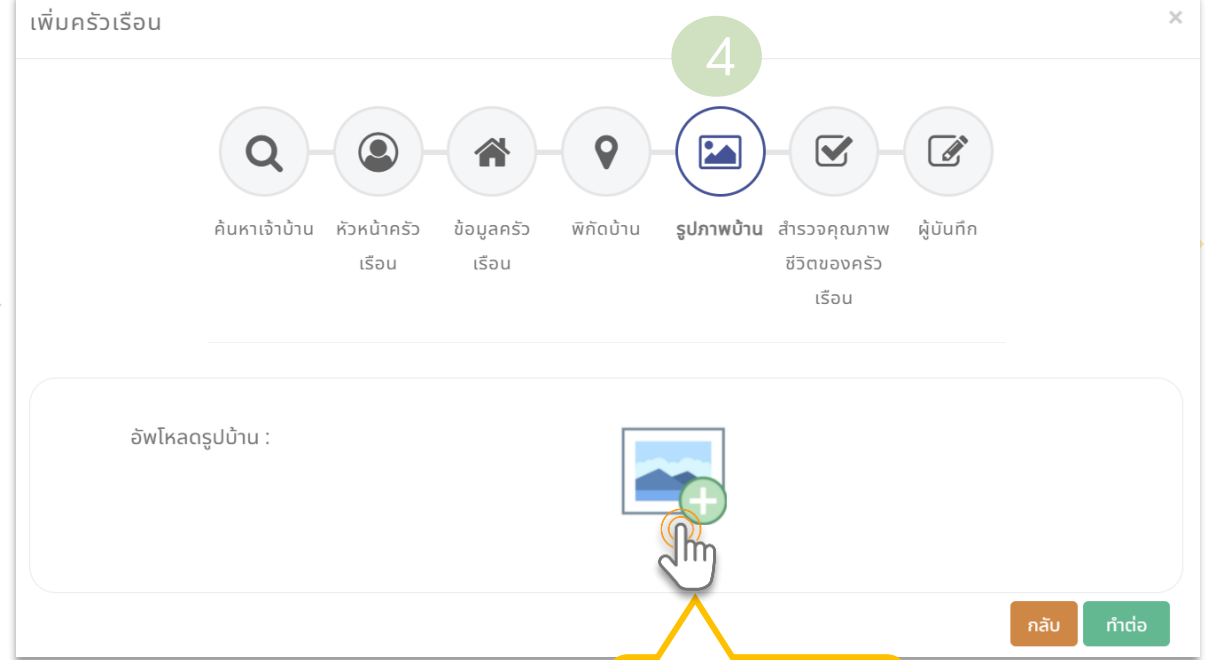 เพิ่มครัวเรือน
×
4
ค้นหาเจ้าบ้าน
หัวหน้าครัว
เรือน
ข้อมูลครัว
เรือน
พิกัดบ้าน
รูปภาพบ้าน
สำรวจคุณภาพ
ชีวิตของครัว
เรือน
ผู้บันทึก
อัพโหลดรูปบ้าน :
กลับ
ทำต่อ